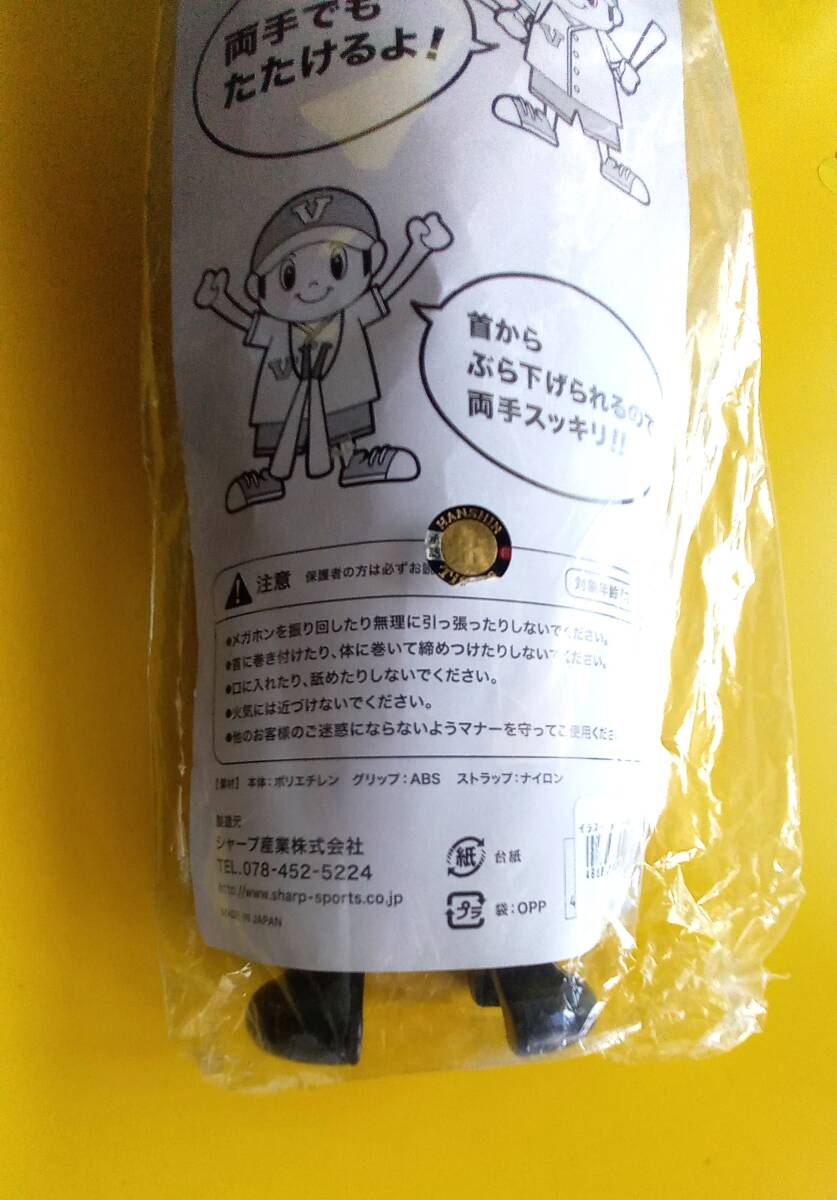 両手でも
たたけるよ!
V
V
首から
ぶら下げられるので
両手スッキリ!!
HANSHIN
注意 保護者の方は必ずお読
対象年齢
●メガホンを振り回したり無理に引っ張ったりしないでください。
●首に巻き付けたり、体に巻いて締めつけたりしないでください。
●口に入れたり、舐めたりしないでください。
●火気には近づけないでください。
●他のお客様のご迷惑にならないようマナーを守ってご使用くださ
【素材】 本体:ポリエチレン グリップ:ABS ストラップ:ナイロン
製造元
シャープ産業株式会社
TEL.078-452-5224
http://www.sharp-sports.co.jp
MADE IN JAPAN
紙 台紙
プラ 袋:OPP
イラス